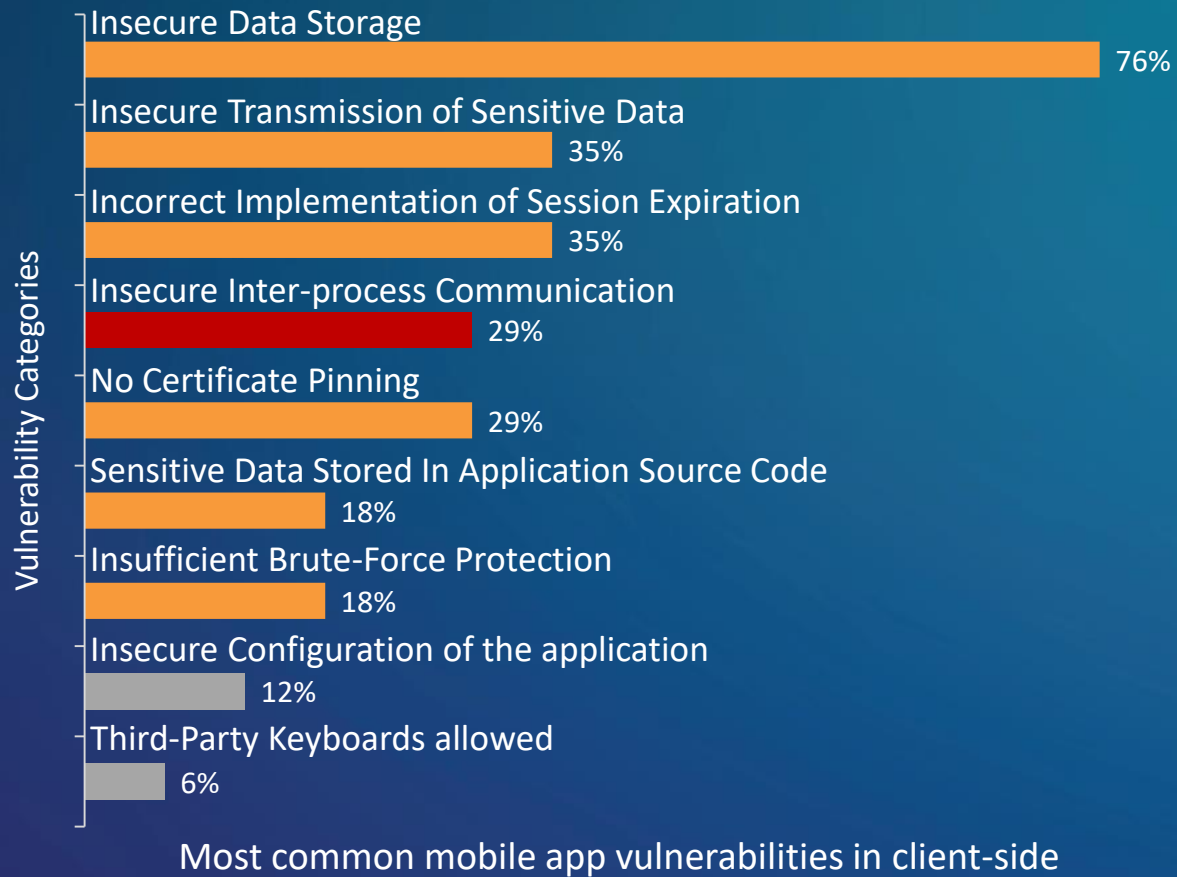 Insecure Data Storage
76%
Insecure Transmission of Sensitive Data
35%
Incorrect Implementation of Session Expiration
35%
Insecure Inter-process Communication
29%
No Certificate Pinning
29%
Sensitive Data Stored In Application Source Code
18%
Insufficient Brute-Force Protection
18%
Insecure Configuration of the application
12%
Third-Party Keyboards allowed
6%
Vulnerability Categories
Most common mobile app vulnerabilities in client-side